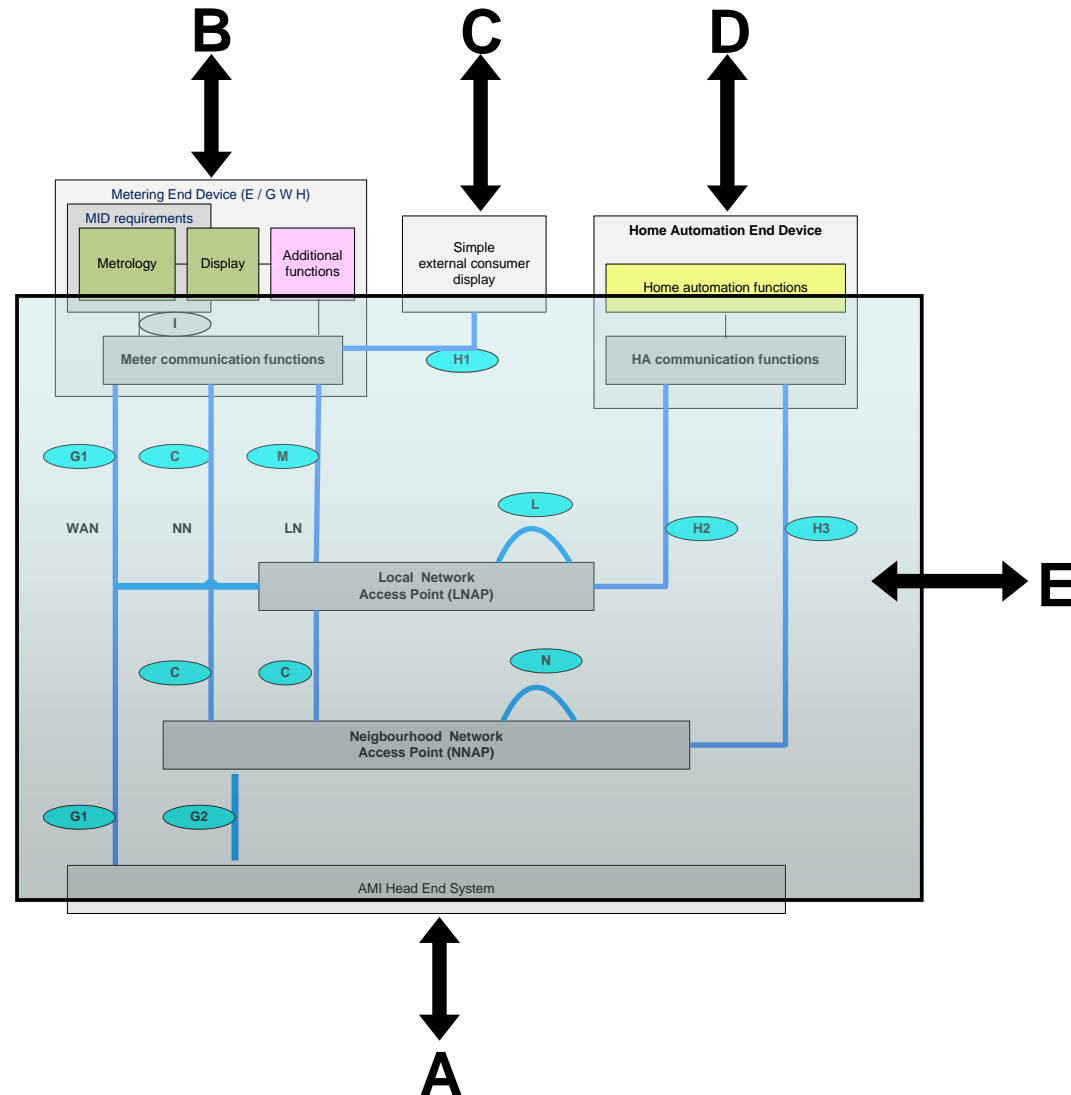 B
C
D
Metering End Device (E / G W H)
MID requirements
Metrology
Display
Additional
functions
Simple
external consumer
display
Home Automation End Device
Home automation functions
I
Meter communication functions
H1
HA communication functions
G1
C
M
L
WAN
NN
LN
H2
H3
Local Network
Access Point (LNAP)
E
C
C
N
Neigbourhood Network
Access Point (NNAP)
G1
G2
AMI Head End System
A